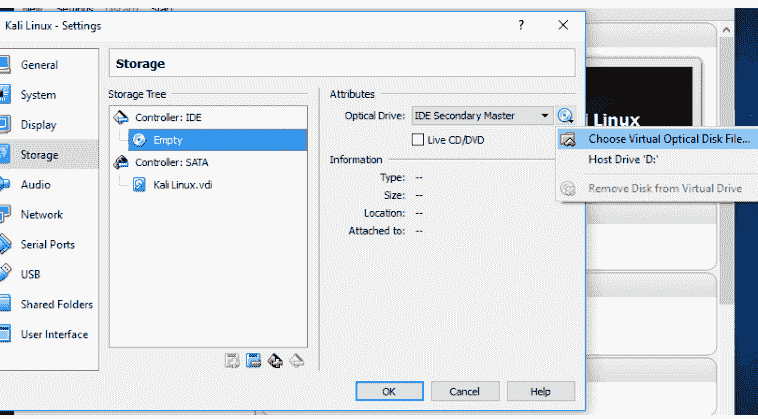 Kali Linux - Settings
?
General
System
Display
Storage
Audio
Network
Serial Ports
USB
Shared Folders
User Interface
Storage
Storage Tree
Controller: IDE
Empty
Controller: SATA
Kali Linux.vdi
Attributes
Optical Drive: IDE Secondary Master
Live CD/DVD
Information
Type: --
Size: --
Location: --
Attached to: --
Linux
Choose Virtual Optical Disk File...
Host Drive 'D:'
Remove Disk from Virtual Drive
OK Cancel Help